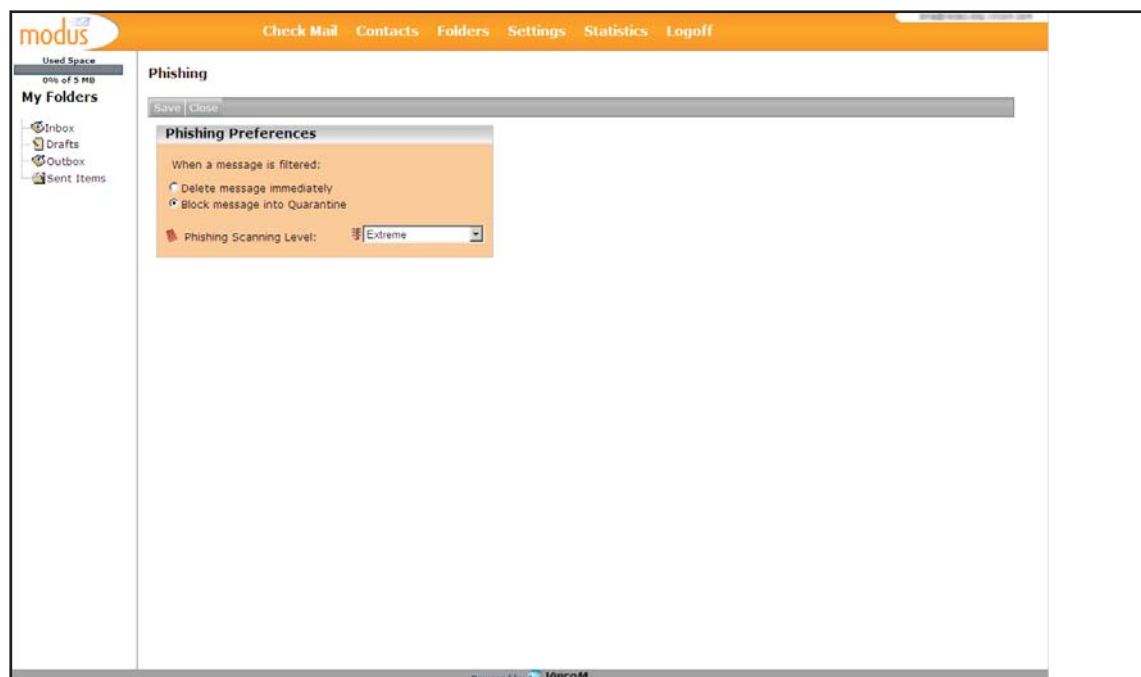 modus
Check Mail Contacts Folders Settings Statistics Logoff
Used Space
0% of 5 MB
My Folders
Inbox
Drafts
Outbox
Sent Items
Phishing
Save Close
Phishing Preferences
When a message is filtered:
Delete message immediately
Block message into Quarantine
Phishing Scanning Level: Extreme
Powered by VircoM